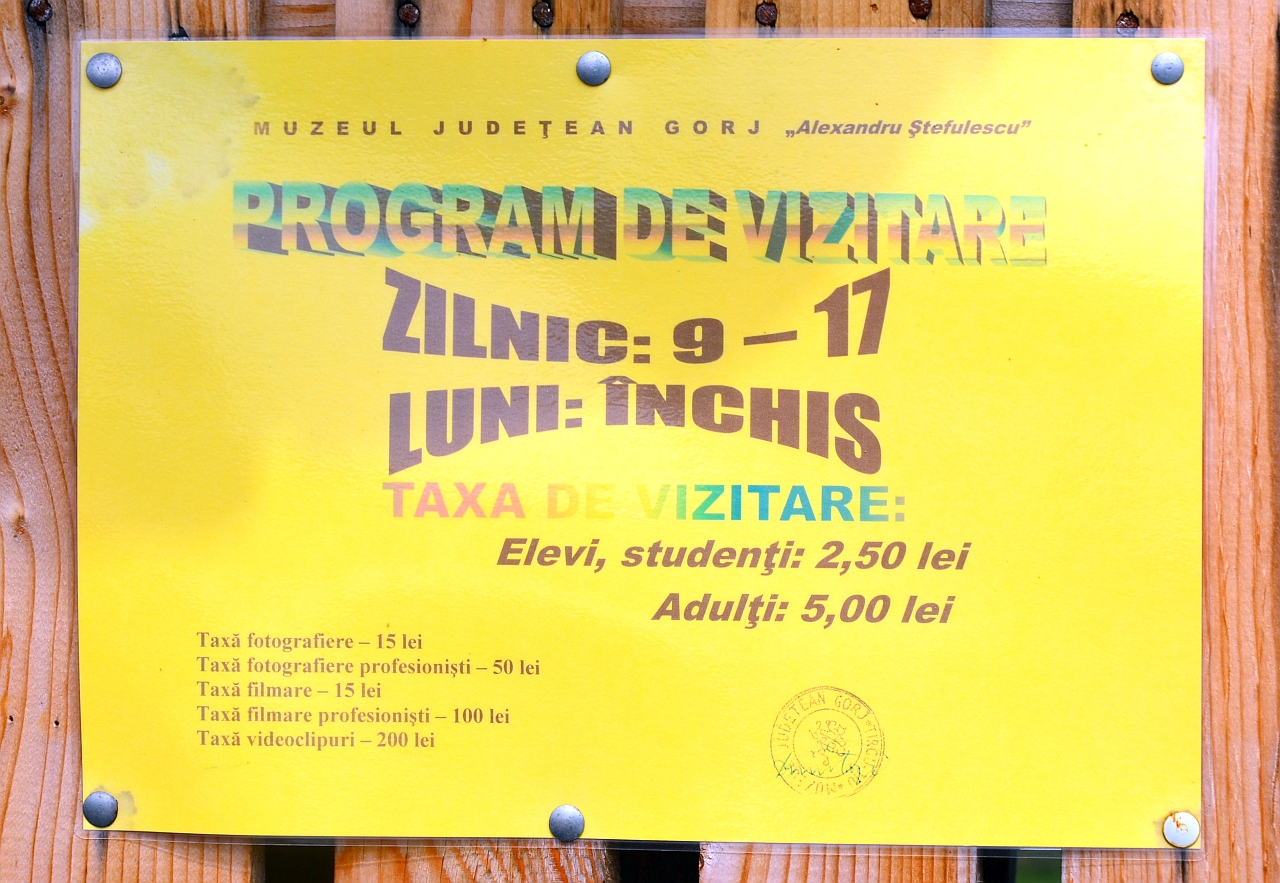 MUZEUL JUDEŢEAN GORJ „Alexandru Ştefulescu”
PROGRAM DE VIZITARE
ZILNIC: 9 – 17
LUNI: ÎNCHIS
TAXA DE VIZITARE:
Elevi, studenţi: 2,50 lei
Adulţi: 5,00 lei
Taxă fotografiere – 15 lei
Taxă fotografiere profesionişti – 50 lei
Taxă filmare – 15 lei
Taxă filmare profesionişti – 100 lei
Taxă videoclipuri – 200 lei
JUDEŢEAN GORJ